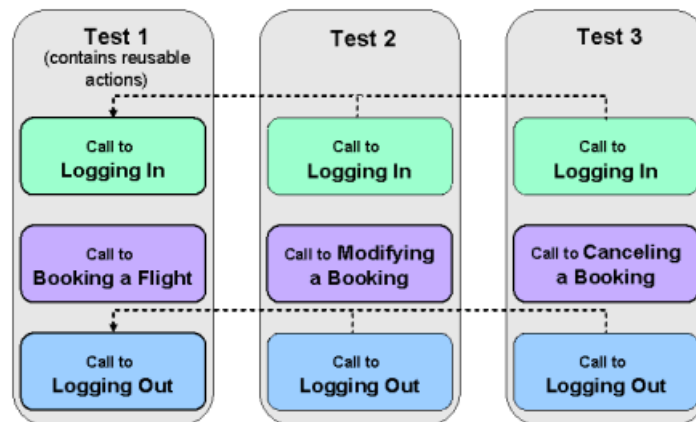 Test 1
(contains reusable
actions)
Call to
Logging In
Call to
Booking a Flight
Call to
Logging Out
Test 2
Call to
Logging In
Call to Modifying
a Booking
Call to
Logging Out
Test 3
Call to
Logging In
Call to Canceling
a Booking
Call to
Logging Out